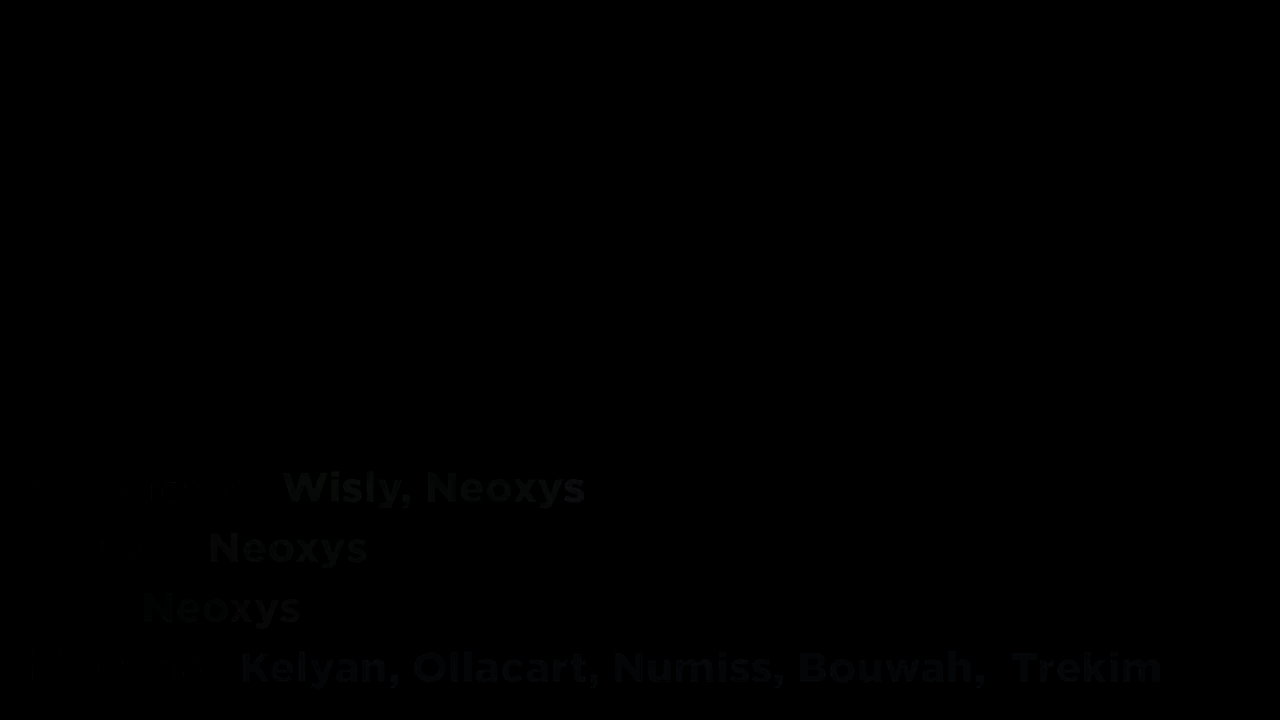 Wisly, Neoxys
Neoxys
Neoxys
Kelyan, Ollacart, Numiss, Bouwah, Trekim